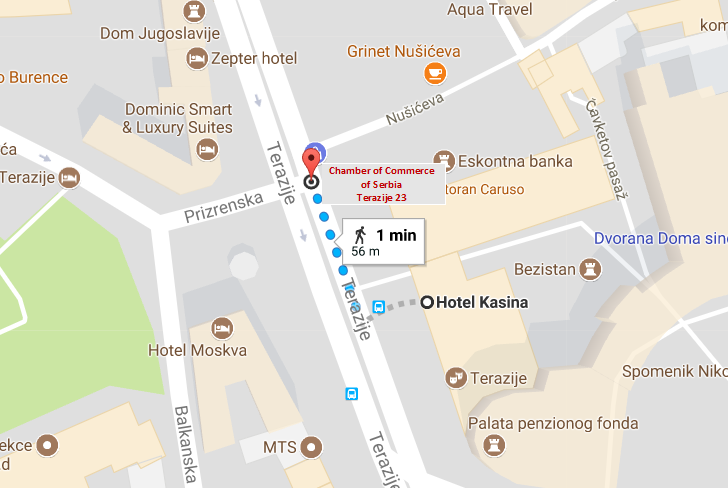 Aqua Travel
Dom Jugoslavije
Zepter hotel
Grinet Nušićeva
o Burence
Dominic Smart
& Luxury Suites
Nušićeva
Čavketov pasaž
ća
Terazije
Terazije
Chamber of Commerce
of Serbia
Terazije 23
Eskontna banka
toran Caruso
Prizrenska
1 min
56 m
Dvorana Doma sind
Bezistan
Terazije
Hotel Kasina
Hotel Moskva
Terazije
Spomenik Niko
Balkanska
Palata penzionog fonda
ekce
rd
MTS
Terazije